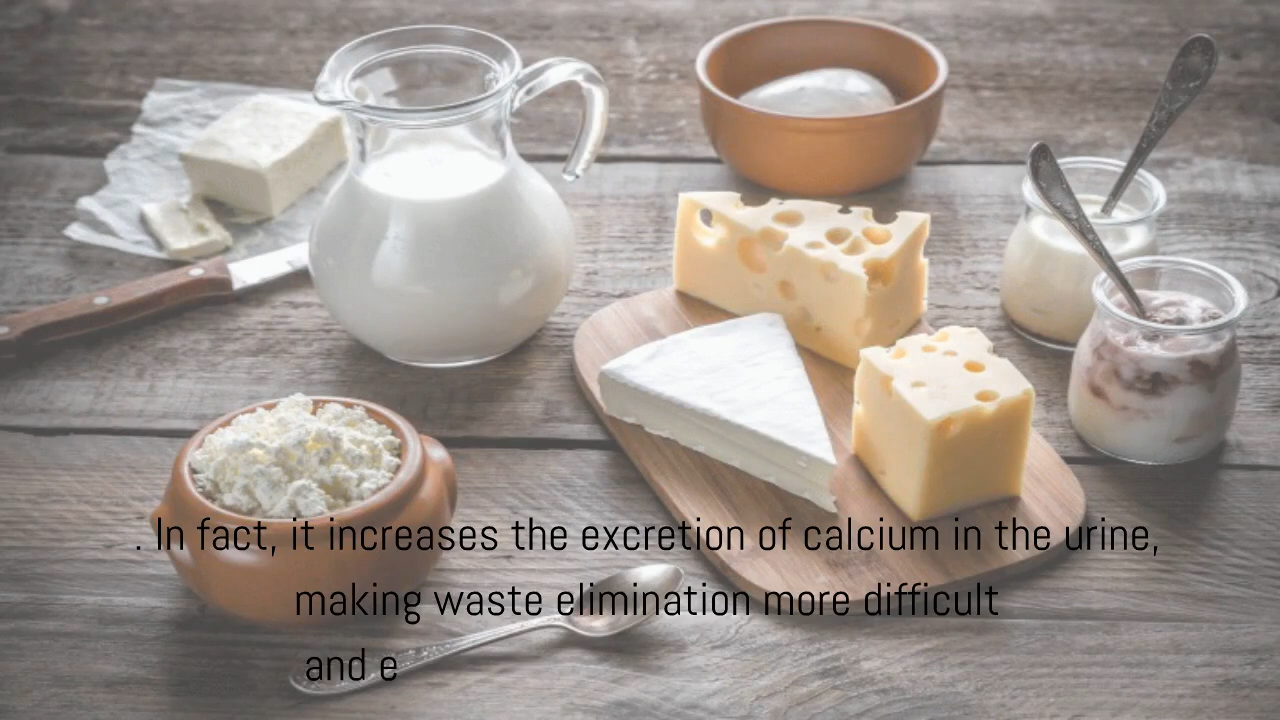 . In fact, it increases the excretion of calcium in the urine,
making waste elimination more difficult
and e